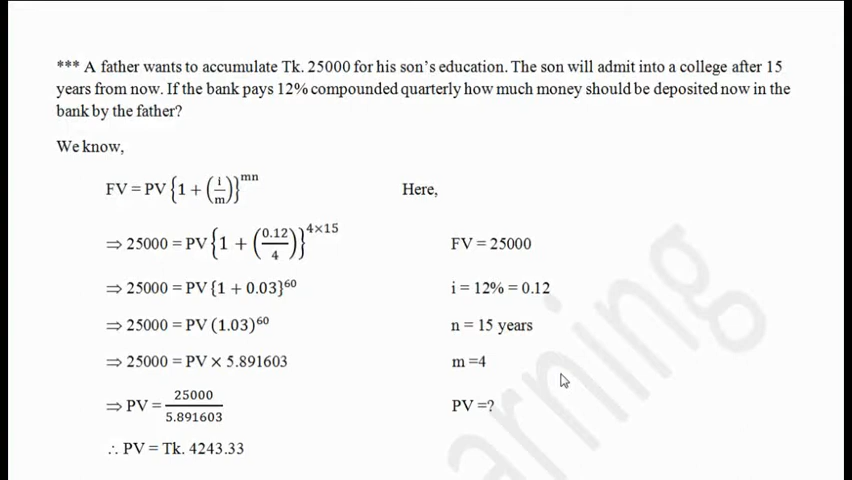 *** A father wants to accumulate Tk. 25000 for his son's education. The son will admit into a college after 15
years from now. If the bank pays 12% compounded quarterly how much money should be deposited now in the
bank by the father?
We know,
FV = PV {1 + (i/m)}^mn Here,
⇒ 25000 = PV {1 + (0.12/4)}^4×15 FV = 25000
⇒ 25000 = PV {1 + 0.03}^60 i = 12% = 0.12
⇒ 25000 = PV (1.03)^60 n = 15 years
⇒ 25000 = PV × 5.891603 m =4
⇒ PV = 25000/5.891603 PV =?
∴ PV = Tk. 4243.33